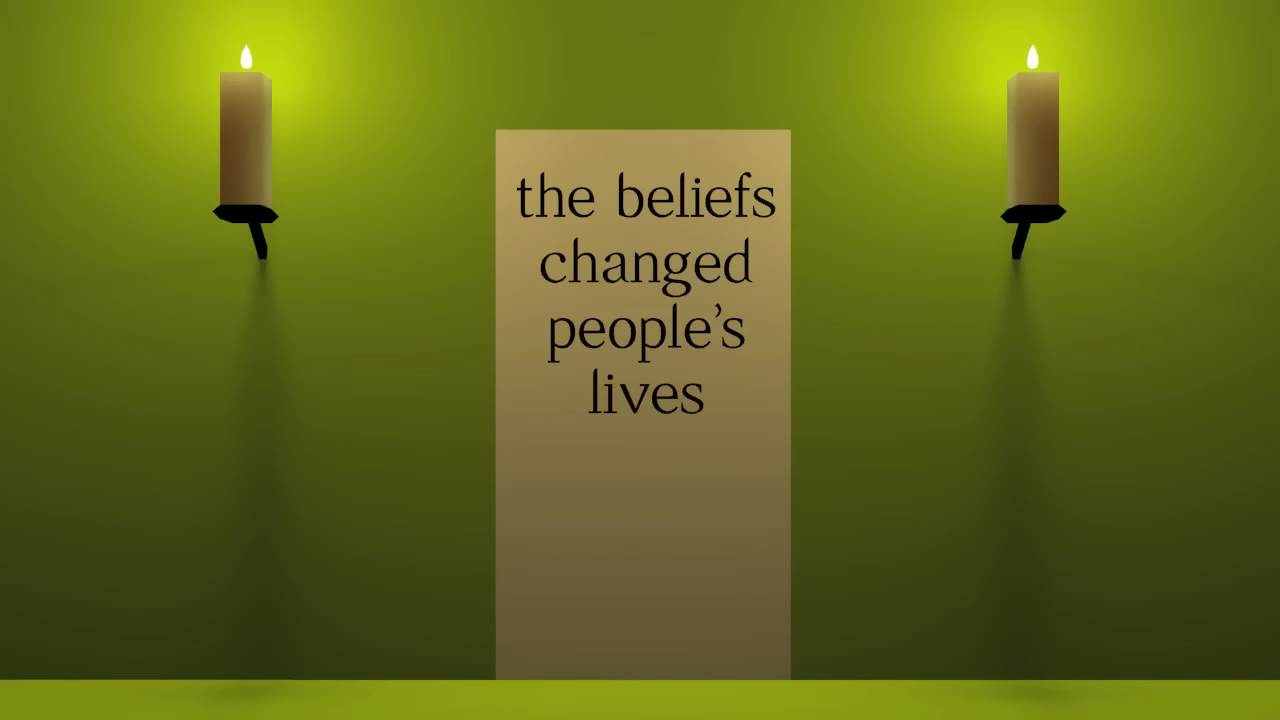 the beliefs
changed
people’s
lives